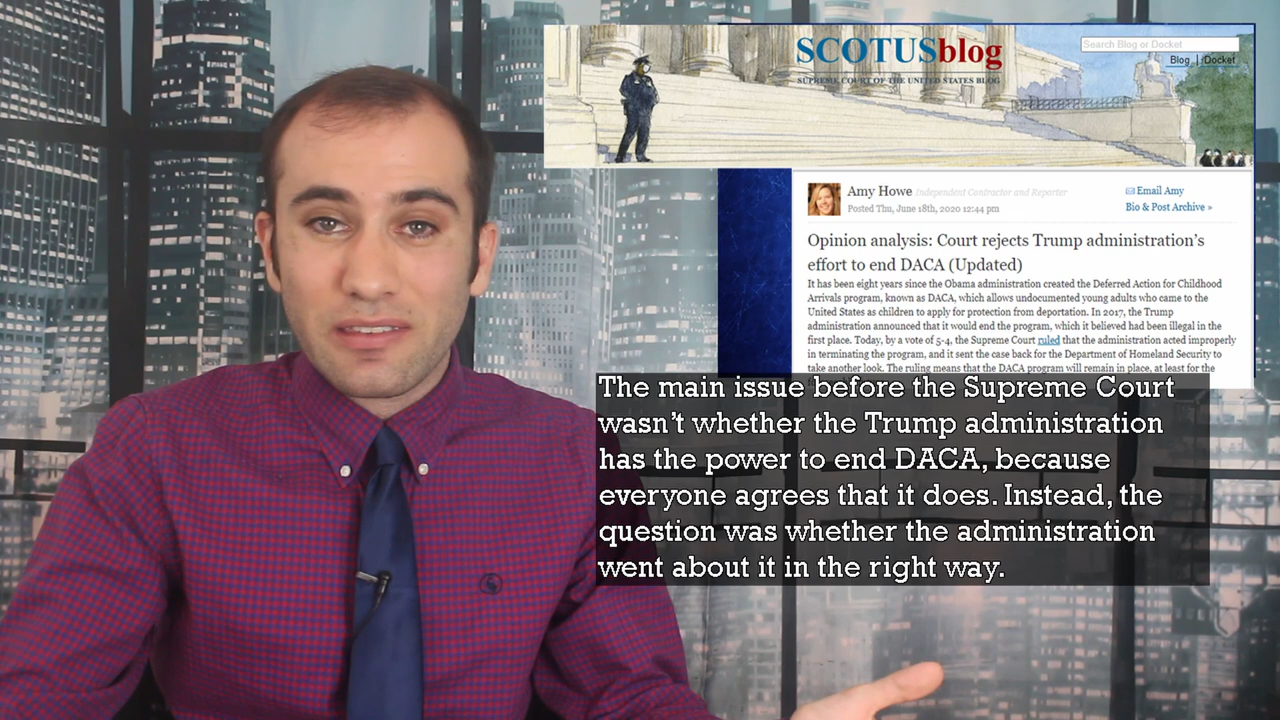 SCOTUSblog
SUPREME COURT OF THE UNITED STATES BLOG
Search Blog or Docket
Blog | Docket
Amy Howe Independent Contractor and Reporter
Email Amy
Posted Thu, June 18th, 2020 12:44 pm
Bio & Post Archive »
Opinion analysis: Court rejects Trump administration's
effort to end DACA (Updated)
It has been eight years since the Obama administration created the Deferred Action for Childhood
Arrivals program, known as DACA, which allows undocumented young adults who came to the
United States as children to apply for protection from deportation. In 2017, the Trump
administration announced that it would end the program, which it believed had been illegal in the
first place. Today, by a vote of 5-4, the Supreme Court ruled that the administration acted improperly
in terminating the program, and it sent the case back for the Department of Homeland Security to
take another look. The ruling means that the DACA program will remain in place, at least for the
The main issue before the Supreme Court
wasn't whether the Trump administration
has the power to end DACA, because
everyone agrees that it does. Instead, the
question was whether the administration
went about it in the right way.